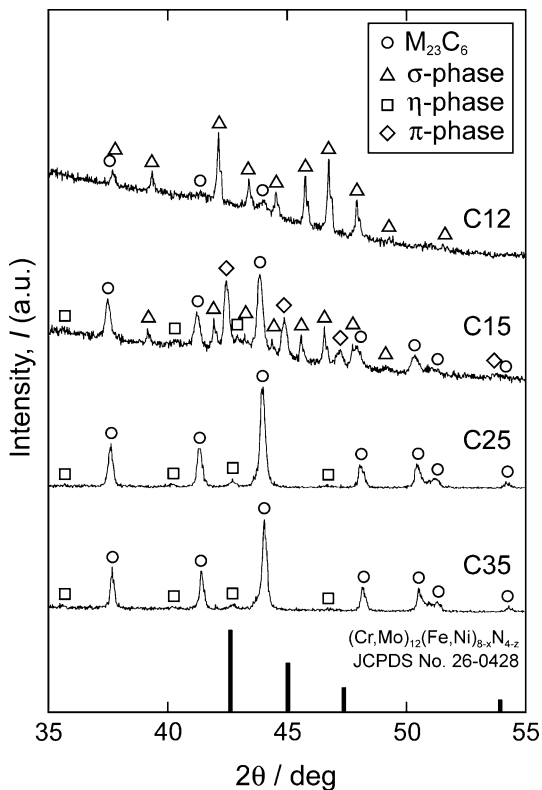 M₂₃C₆
σ-phase
η-phase
π-phase
C12
C15
C25
C35
(Cr,Mo)₁₂(Fe,Ni)₈₋ₓN₄₋z
JCPDS No. 26-0428
Intensity, I (a.u.)
35 40 45 50 55
2θ / deg